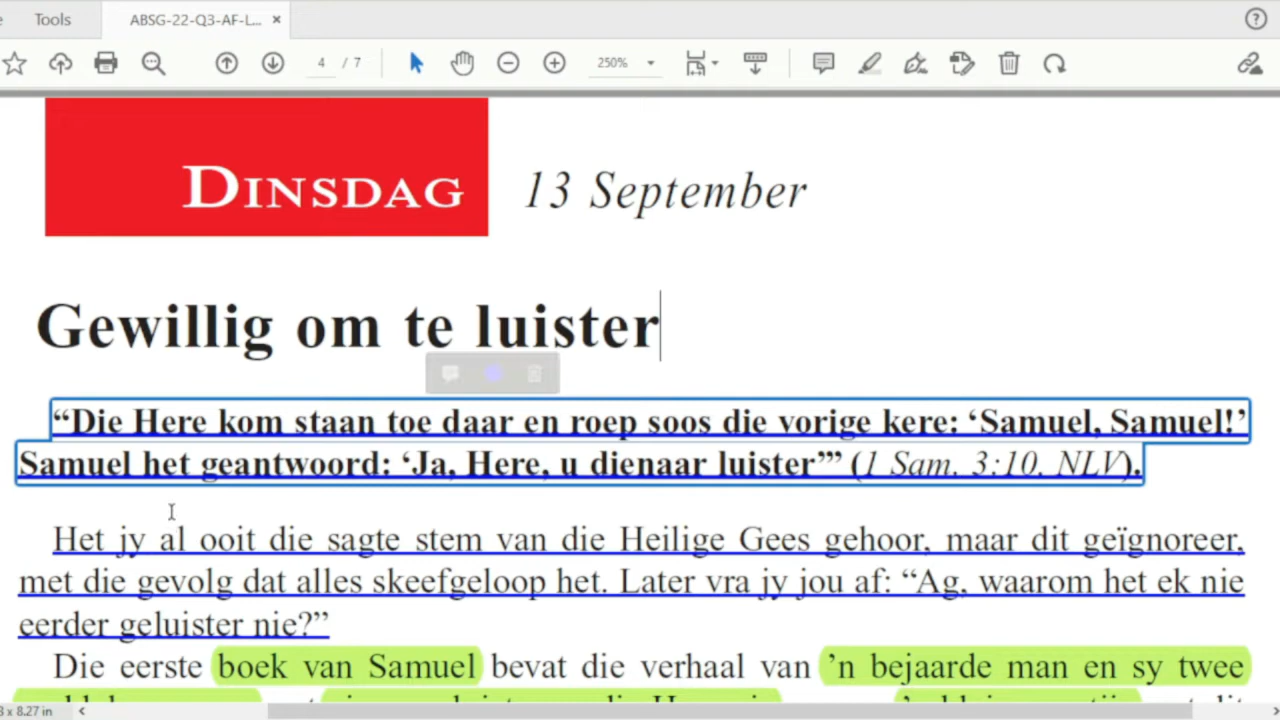 Tools
ABSG-22-Q3-AF-L... ×
4 / 7
250%
DINSDAG
13 September
Gewillig om te luister
“Die Here kom staan toe daar en roep soos die vorige kere: ‘Samuel, Samuel!’
Samuel het geantwoord: ‘Ja, Here, u dienaar luister’” (1 Sam. 3:10, NLV).
Het jy al ooit die sagte stem van die Heilige Gees gehoor, maar dit geïgnoreer,
met die gevolg dat alles skeefgeloop het. Later vra jy jou af: “Ag, waarom het ek nie
eerder geluister nie?”
Die eerste boek van Samuel bevat die verhaal van ’n bejaarde man en sy twee
x 8.27 in